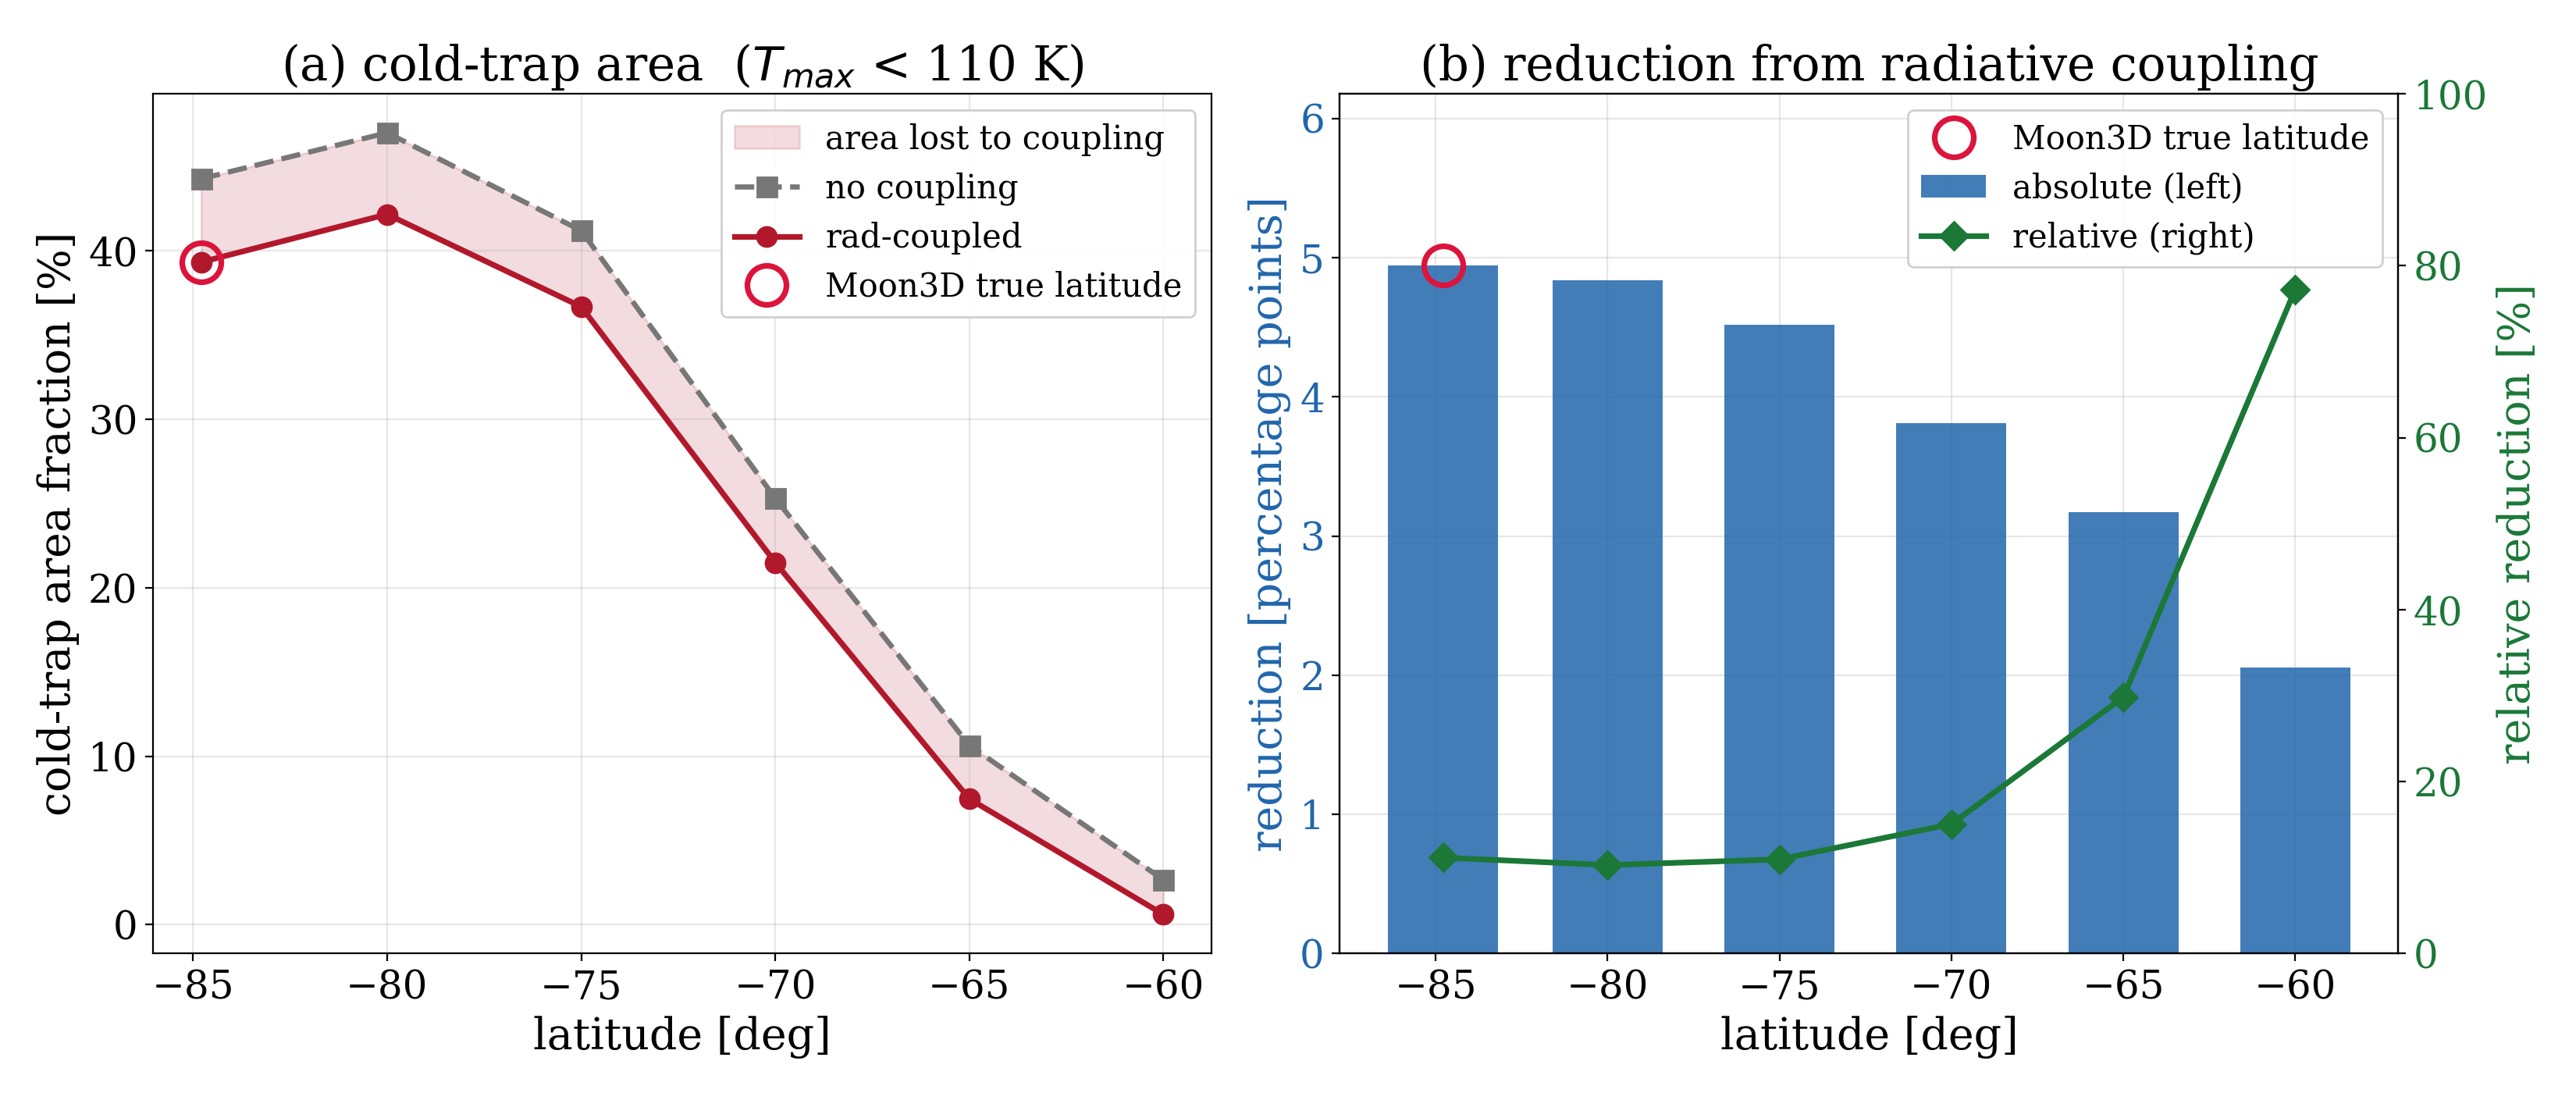 (a) cold-trap area (T_max < 110 K)
cold-trap area fraction [%]
40
30
20
10
0
area lost to coupling
no coupling
rad-coupled
Moon3D true latitude
−85 −80 −75 −70 −65 −60
latitude [deg]
(b) reduction from radiative coupling
reduction [percentage points]
6
5
4
3
2
1
0
Moon3D true latitude
absolute (left)
relative (right)
100
80
60
40
20
0
relative reduction [%]
−85 −80 −75 −70 −65 −60
latitude [deg]